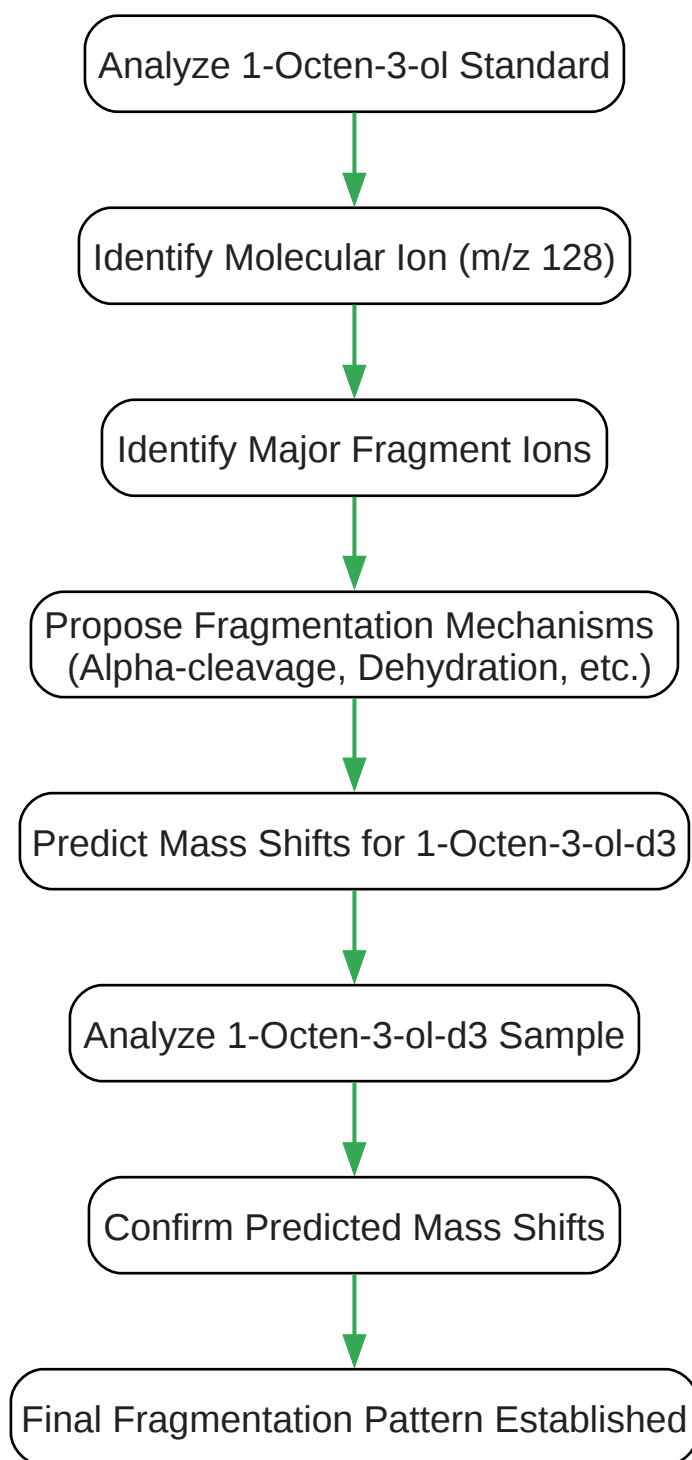 Analyze 1-Octen-3-ol Standard
Identify Molecular Ion (m/z 128)
Identify Major Fragment Ions
Propose Fragmentation Mechanisms
(Alpha-cleavage, Dehydration, etc.)
Predict Mass Shifts for 1-Octen-3-ol-d3
Analyze 1-Octen-3-ol-d3 Sample
Confirm Predicted Mass Shifts
Final Fragmentation Pattern Established